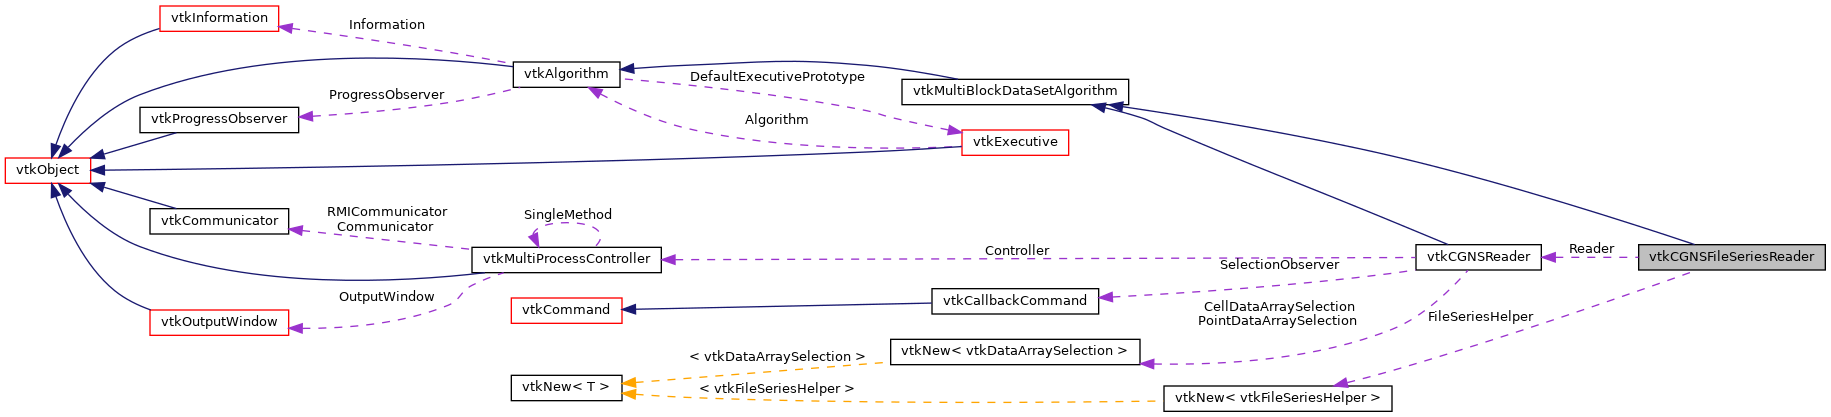 vtkInformation
Information
vtkAlgorithm
DefaultExecutivePrototype
vtkMultiBlockDataSetAlgorithm
ProgressObserver
vtkProgressObserver
Algorithm
vtkExecutive
vtkObject
vtkCommunicator
RMICommunicator
Communicator
SingleMethod
vtkMultiProcessController
Controller
vtkCGNSReader
Reader
vtkCGNSFileSeriesReader
SelectionObserver
OutputWindow
vtkOutputWindow
vtkCommand
vtkCallbackCommand
CellDataArraySelection
PointDataArraySelection
FileSeriesHelper
< vtkDataArraySelection >
vtkNew< vtkDataArraySelection >
vtkNew< T >
< vtkFileSeriesHelper >
vtkNew< vtkFileSeriesHelper >